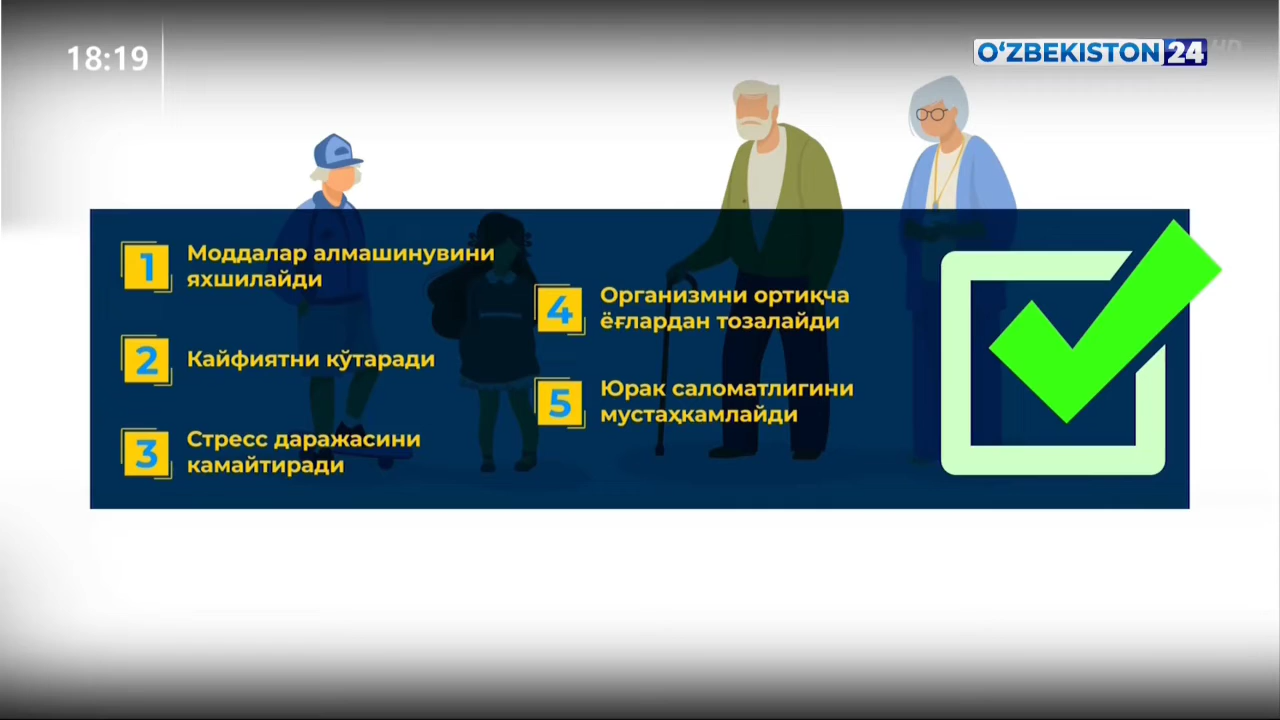 18:19
O‘ZBEKISTON 24
HD
1
Моддалар алмашинувини
яхшилайди
2
Кайфиятни кўтаради
3
Стресс даражасини
камайтиради
4
Организмни ортиқча
ёғлардан тозалайди
5
Юрак саломатлигини
мустаҳкамлайди